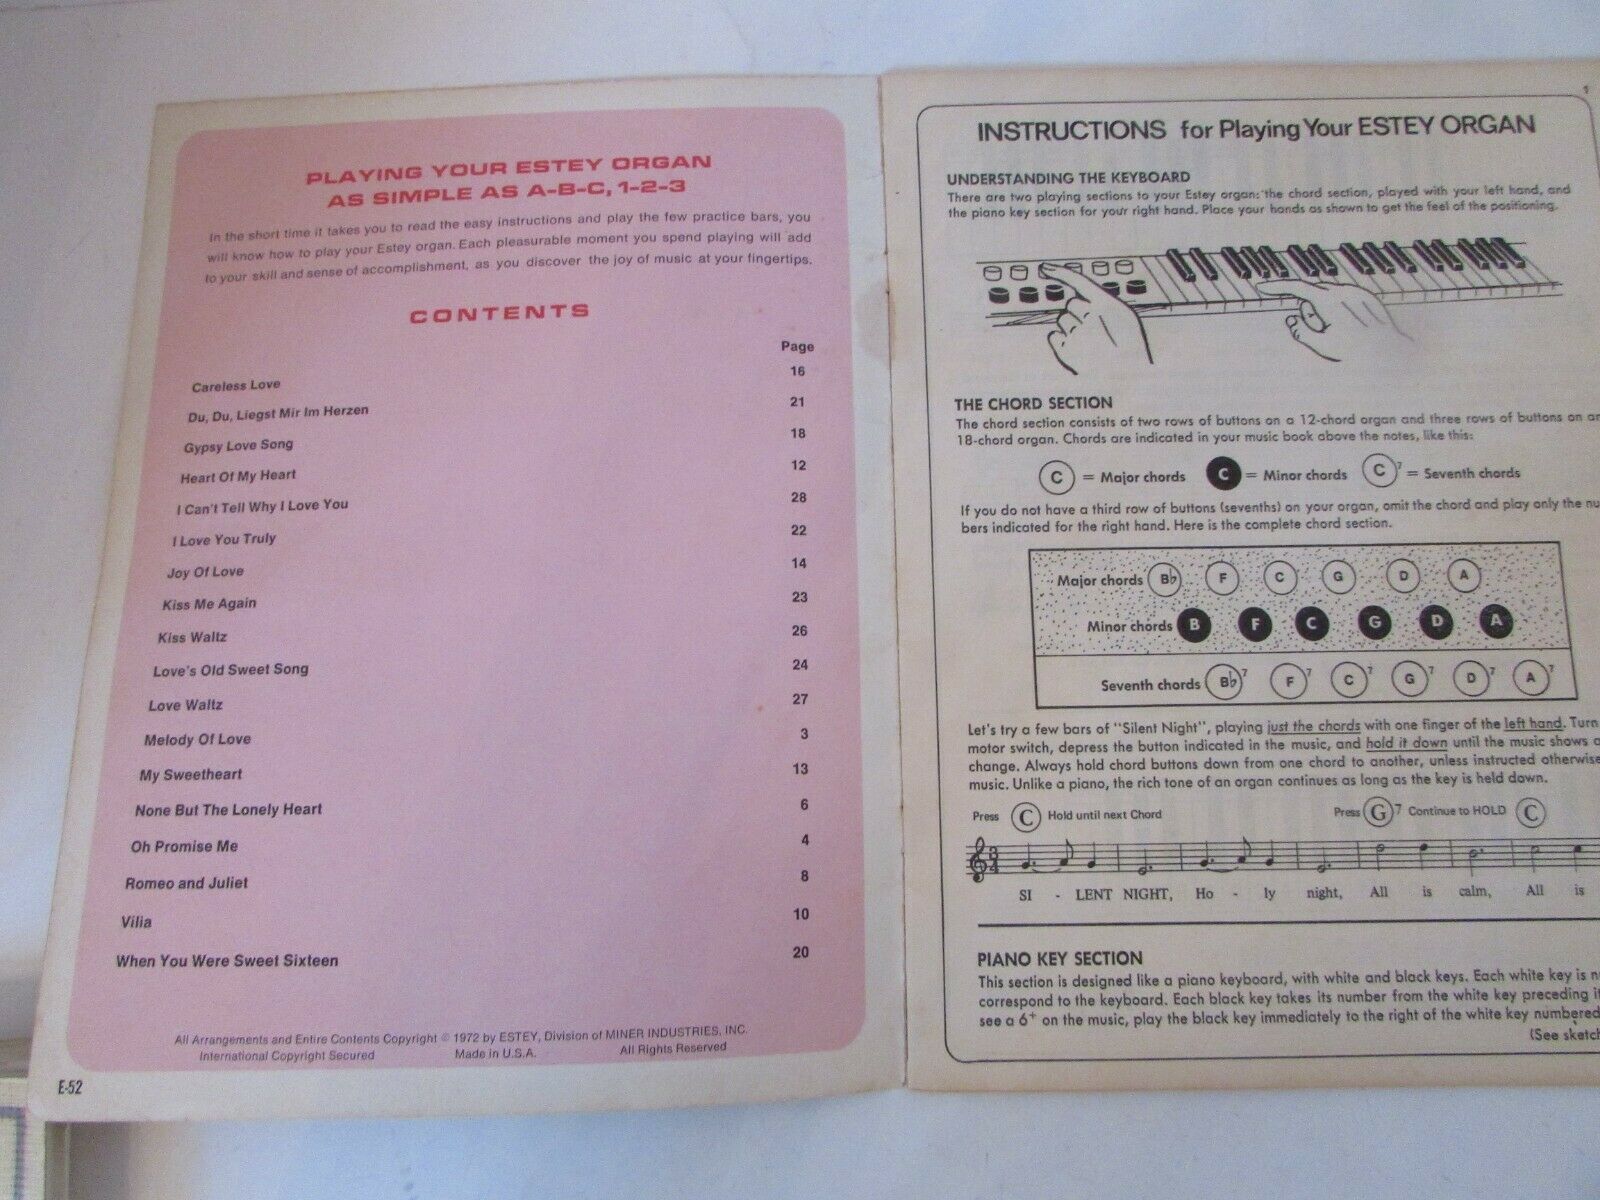 PLAYING YOUR ESTEY ORGAN
AS SIMPLE AS A-B-C, 1-2-3
In the short time it takes you to read the easy instructions and play the few practice bars, you
will know how to play your Estey organ. Each pleasurable moment you spend playing will add
to your skill and sense of accomplishment, as you discover the joy of music at your fingertips.
CONTENTS
Page
Careless Love 16
Du, Du, Liegst Mir Im Herzen 21
Gypsy Love Song 18
Heart Of My Heart 12
I Can't Tell Why I Love You 28
I Love You Truly 22
Joy Of Love 14
Kiss Me Again 23
Kiss Waltz 26
Love's Old Sweet Song 24
Love Waltz 27
Melody Of Love 3
My Sweetheart 13
None But The Lonely Heart 6
Oh Promise Me 4
Romeo and Juliet 8
Vilia 10
When You Were Sweet Sixteen 20
All Arrangements and Entire Contents Copyright © 1972 by ESTEY, Division of MINER INDUSTRIES, INC.
International Copyright Secured Made in U.S.A. All Rights Reserved
E-52
1
INSTRUCTIONS for Playing Your ESTEY ORGAN
UNDERSTANDING THE KEYBOARD
There are two playing sections to your Estey organ: the chord section, played with your left hand, and
the piano key section for your right hand. Place your hands as shown to get the feel of the positioning.
THE CHORD SECTION
The chord section consists of two rows of buttons on a 12-chord organ and three rows of buttons on an
18-chord organ. Chords are indicated in your music book above the notes, like this:
C = Major chords C = Minor chords C7 = Seventh chords
If you do not have a third row of buttons (sevenths) on your organ, omit the chord and play only the nu
bers indicated for the right hand. Here is the complete chord section.
Major chords B♭ F C G D A
Minor chords B F C G D A
Seventh chords B♭7 F7 C7 G7 D7 A7
Let's try a few bars of "Silent Night", playing just the chords with one finger of the left hand. Turn
motor switch, depress the button indicated in the music, and hold it down until the music shows a
change. Always hold chord buttons down from one chord to another, unless instructed otherwise
music. Unlike a piano, the rich tone of an organ continues as long as the key is held down.
Press C Hold until next Chord Press G7 Continue to HOLD C
3
4
SI - LENT NIGHT, Ho - ly night, All is calm, All is
PIANO KEY SECTION
This section is designed like a piano keyboard, with white and black keys. Each white key is n
correspond to the keyboard. Each black key takes its number from the white key preceding it
see a 6+ on the music, play the black key immediately to the right of the white key numbered
(See sketch